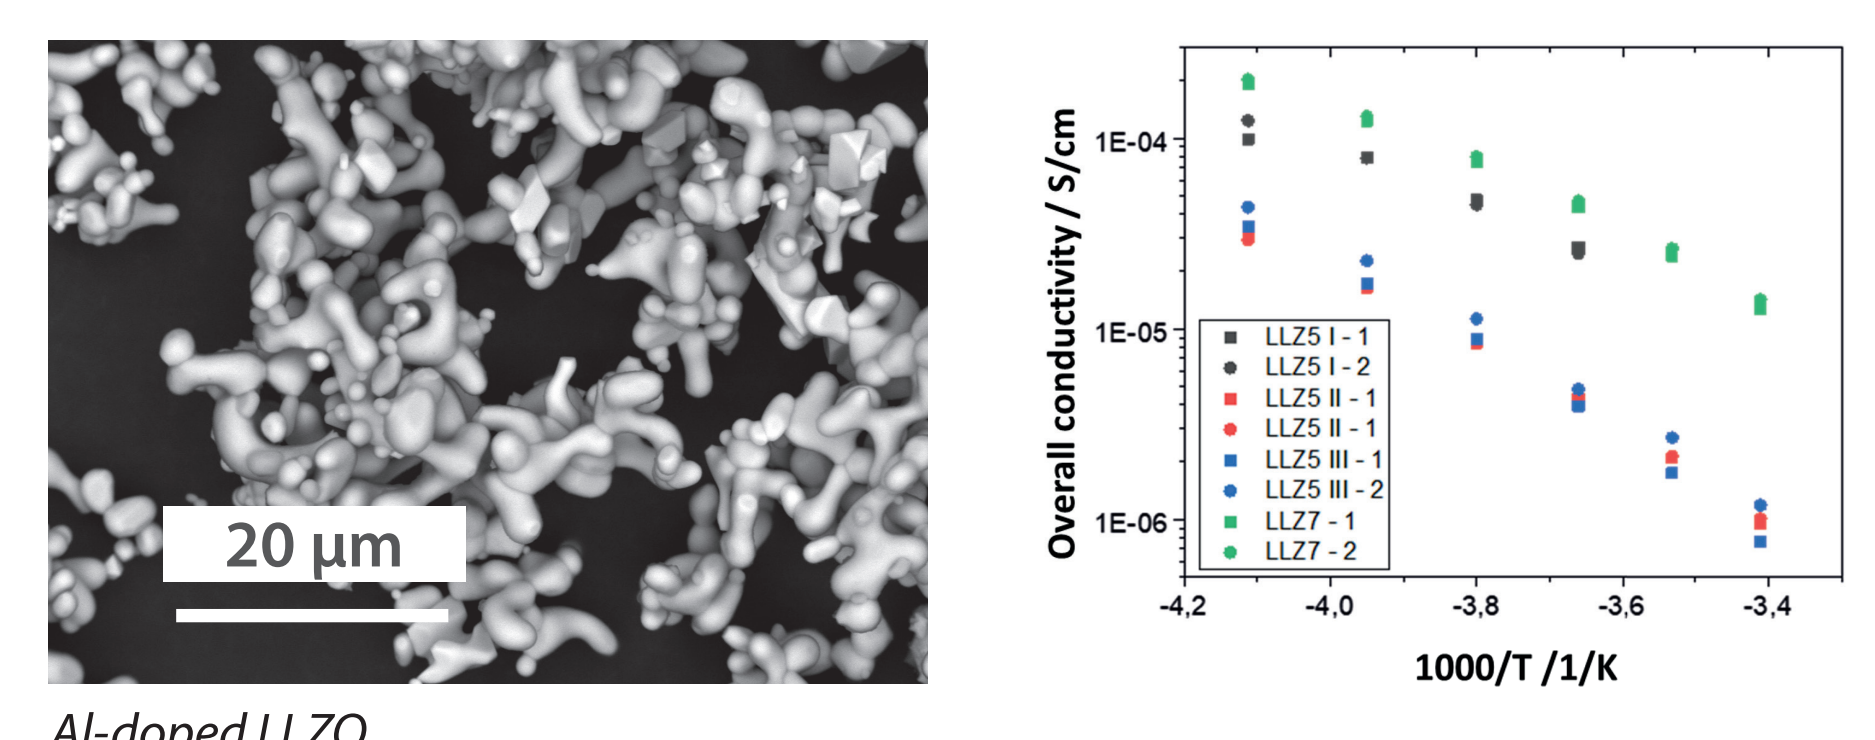 20 µm
Al-doped LLZO
Overall conductivity / S/cm
1E-04
1E-05
1E-06
LLZ5 I - 1
LLZ5 I - 2
LLZ5 II - 1
LLZ5 II - 1
LLZ5 III - 1
LLZ5 III - 2
LLZ7 - 1
LLZ7 - 2
-4,2 -4,0 -3,8 -3,6 -3,4
1000/T /1/K